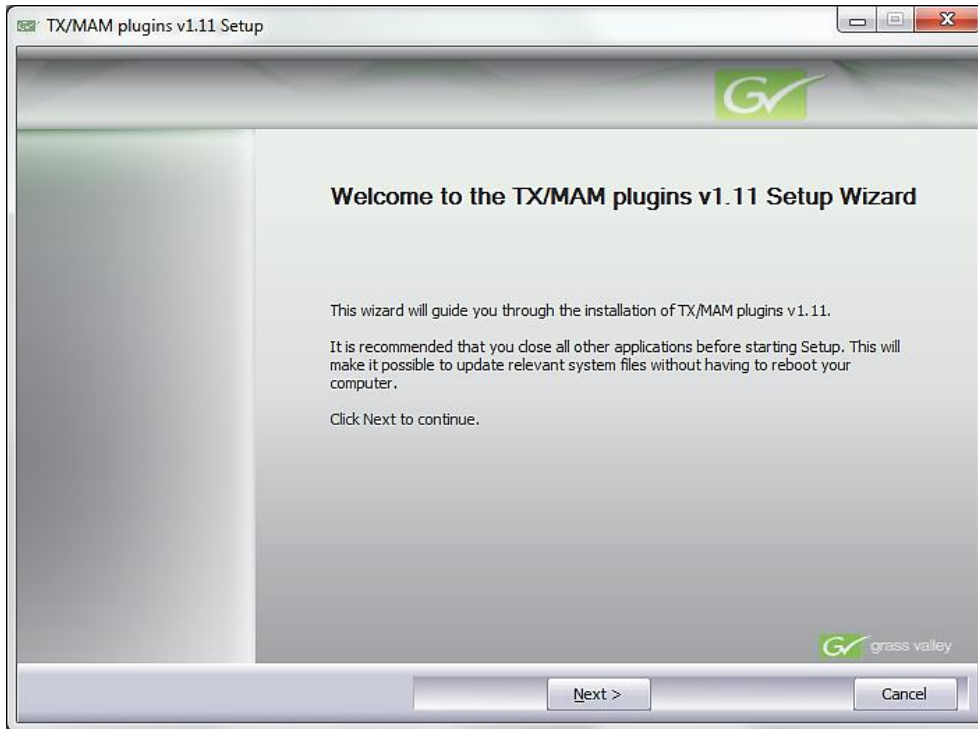 TX/MAM plugins v1.11 Setup
GV
Welcome to the TX/MAM plugins v1.11 Setup Wizard
This wizard will guide you through the installation of TX/MAM plugins v1.11.
It is recommended that you close all other applications before starting Setup. This will
make it possible to update relevant system files without having to reboot your
computer.
Click Next to continue.
GV grass valley
Next >
Cancel